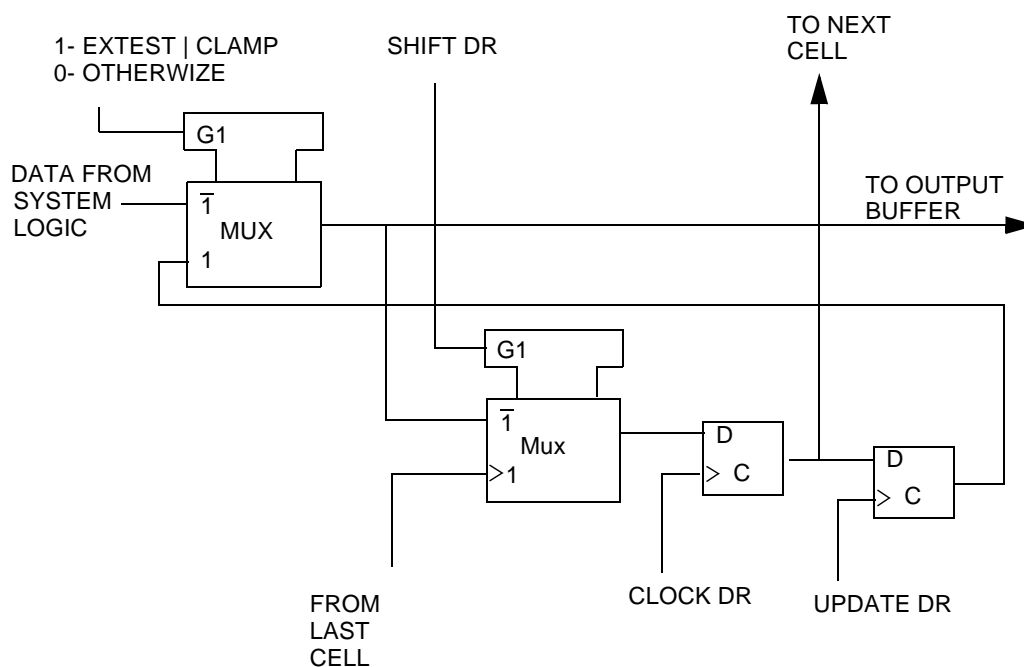 1- EXTEST | CLAMP
0- OTHERWIZE
SHIFT DR
TO NEXT
CELL
G1
DATA FROM
SYSTEM
LOGIC
1̅
MUX
1
TO OUTPUT
BUFFER
G1
1̅
Mux
1
D
C
D
C
FROM
LAST
CELL
CLOCK DR
UPDATE DR